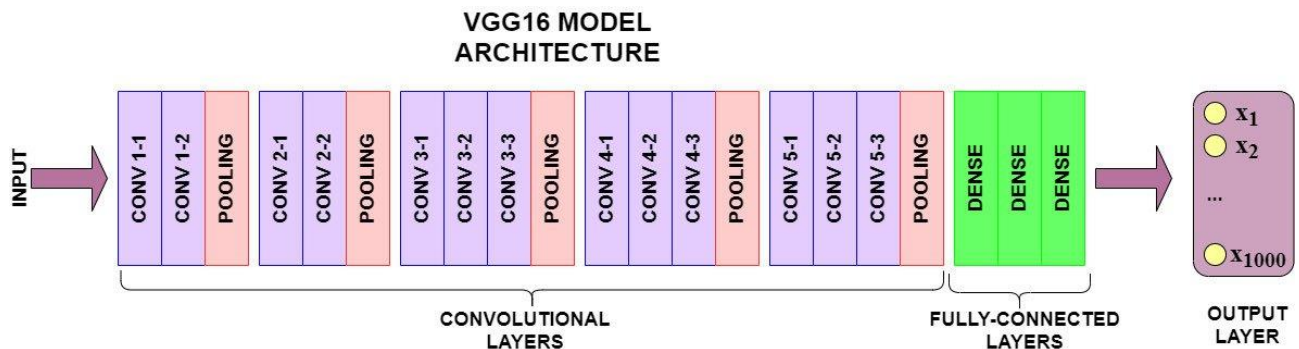 VGG16 MODEL
ARCHITECTURE
INPUT
CONV 1-1
CONV 1-2
POOLING
CONV 2-1
CONV 2-2
POOLING
CONV 3-1
CONV 3-2
CONV 3-3
POOLING
CONV 4-1
CONV 4-2
CONV 4-3
POOLING
CONV 5-1
CONV 5-2
CONV 5-3
POOLING
DENSE
DENSE
DENSE
x1
x2
...
x1000
CONVOLUTIONAL
LAYERS
FULLY-CONNECTED
LAYERS
OUTPUT
LAYER